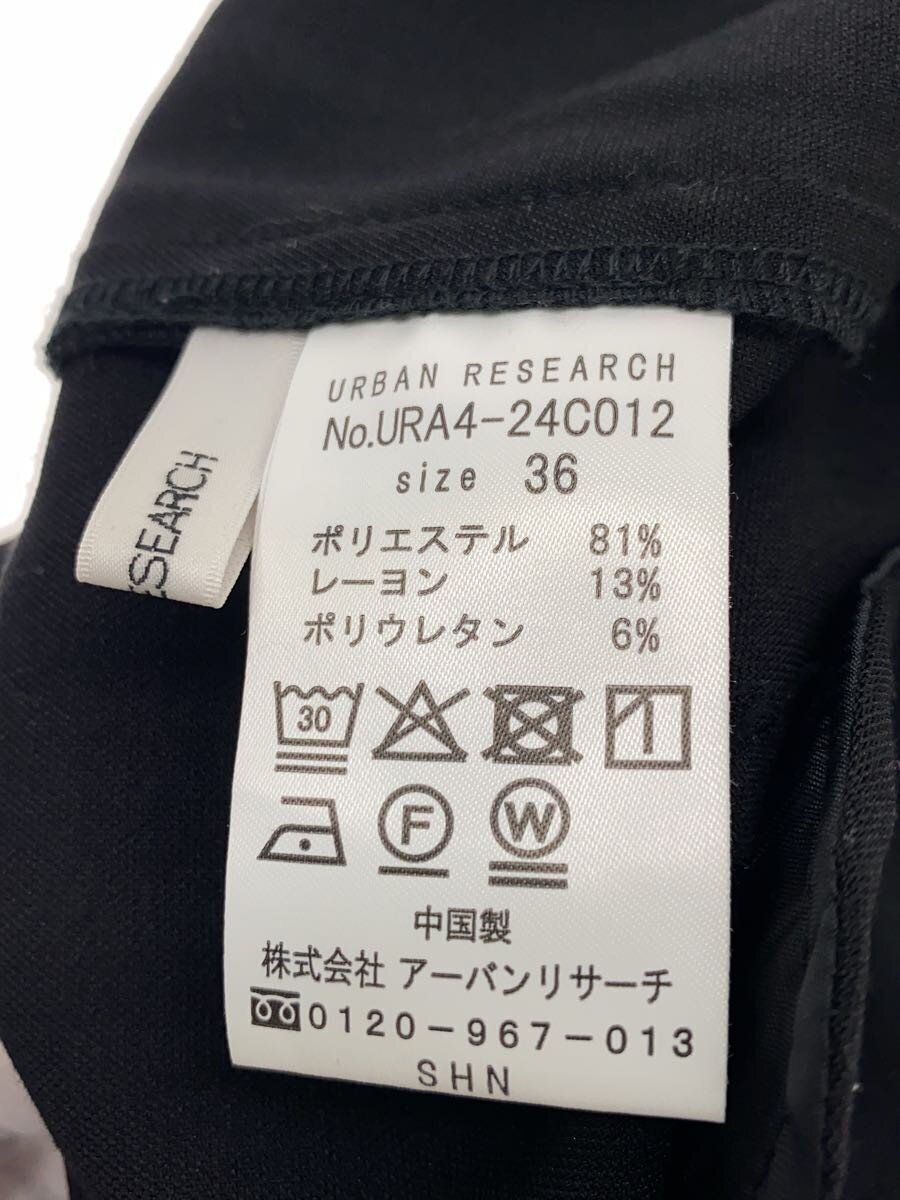 URBAN RESEARCH
No.URA4-24C012
size 36
ポリエステル 81%
レーヨン 13%
ポリウレタン 6%
30
F W
中国製
株式会社 アーバンリサーチ
0120-967-013
SHN
ESEARCH